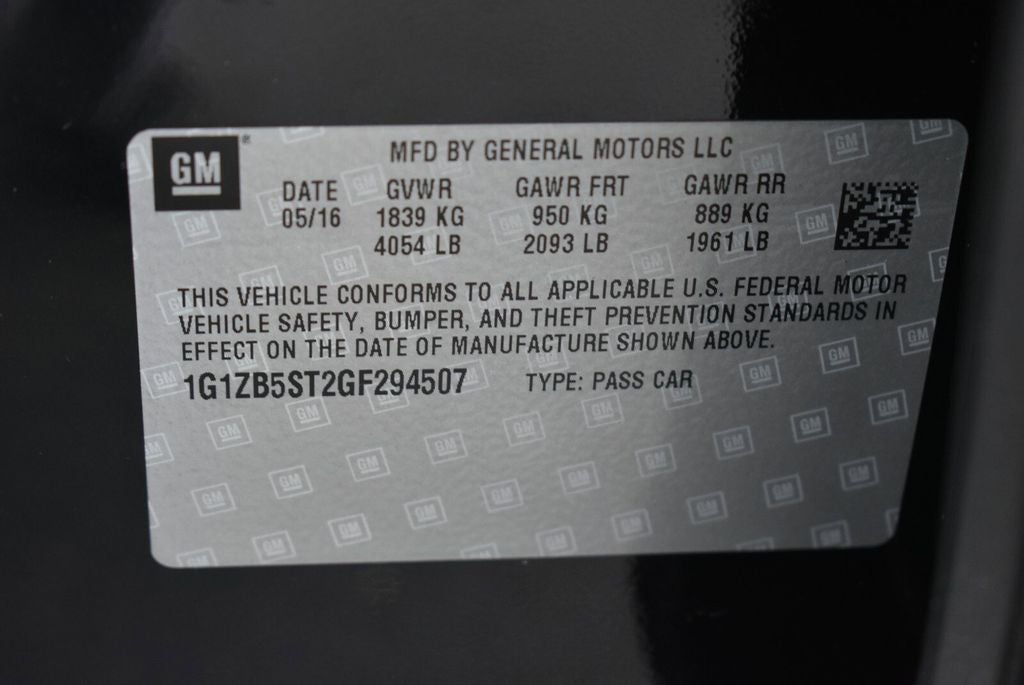 GM
MFD BY GENERAL MOTORS LLC
DATE GVWR GAWR FRT GAWR RR
05/16 1839 KG 950 KG 889 KG
4054 LB 2093 LB 1961 LB
THIS VEHICLE CONFORMS TO ALL APPLICABLE U.S. FEDERAL MOTOR
VEHICLE SAFETY, BUMPER, AND THEFT PREVENTION STANDARDS IN
EFFECT ON THE DATE OF MANUFACTURE SHOWN ABOVE.
1G1ZB5ST2GF294507 TYPE: PASS CAR